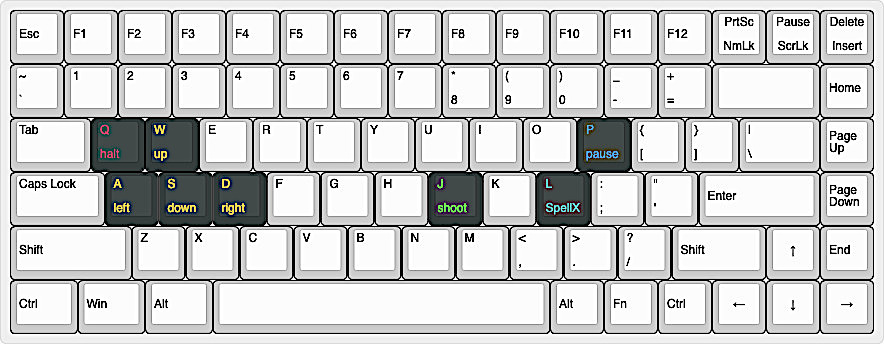 Esc F1 F2 F3 F4 F5 F6 F7 F8 F9 F10 F11 F12 PrtSc Pause Delete
NmLk ScrLk Insert
~ 1 2 3 4 5 6 7 * ( ) _ + Home
` 8 9 0 - =
Tab Q W E R T Y U I O P { } | Page
halt up pause [ ] \ Up
Caps Lock A S D F G H J K L : " Enter Page
left down right shoot SpellX ; ' Down
Shift Z X C V B N M < > ? Shift ↑ End
, . /
Ctrl Win Alt Alt Fn Ctrl ← ↓ →